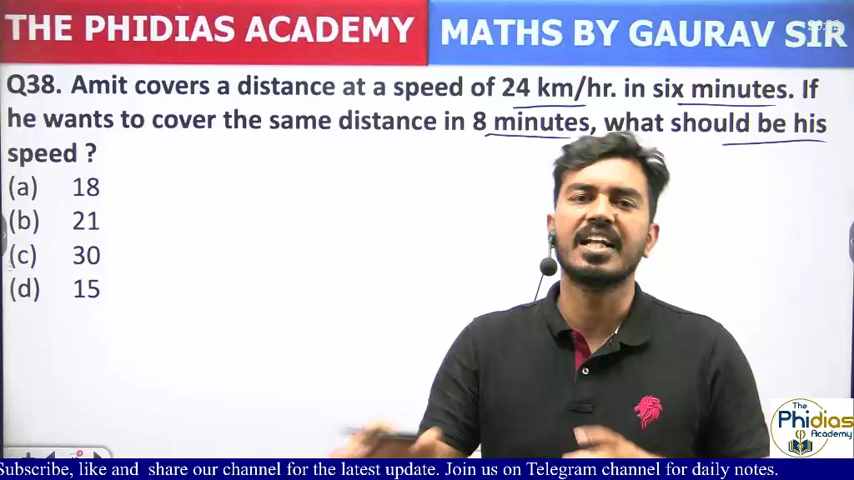 THE PHIDIAS ACADEMY
MATHS BY GAURAV SIR
Q38. Amit covers a distance at a speed of 24 km/hr. in six minutes. If
he wants to cover the same distance in 8 minutes, what should be his
speed ?
(a) 18
(b) 21
(c) 30
(d) 15
The
Phidias
Academy
Subscribe, like and share our channel for the latest update. Join us on Telegram channel for daily notes.